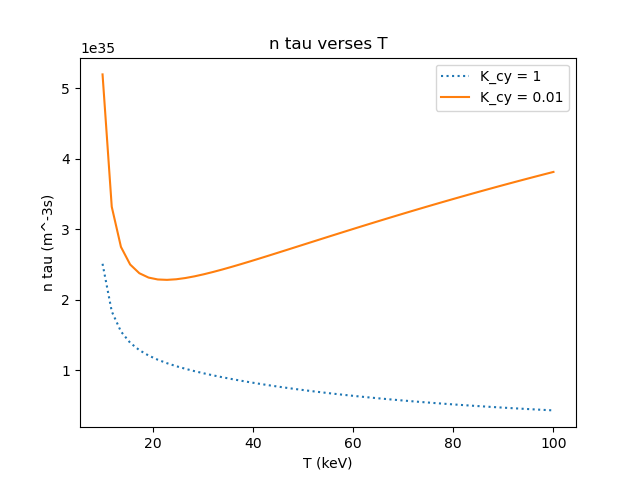 n tau verses T
1e35
K_cy = 1
K_cy = 0.01
5
4
3
2
1
n tau (m^-3s)
20
40
60
80
100
T (keV)